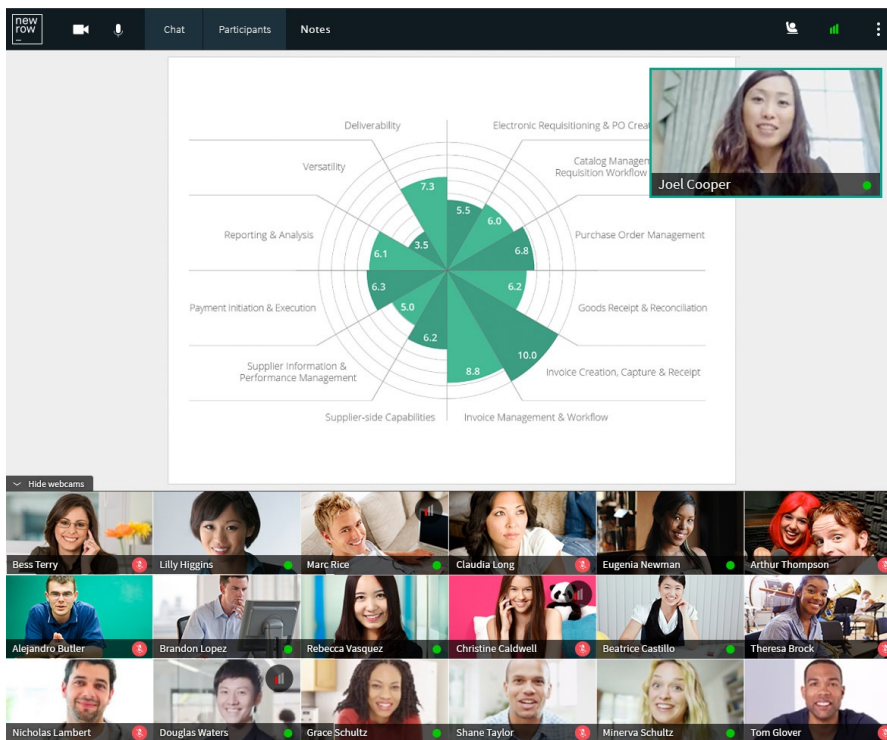 new
row
Chat
Participants
Notes
Deliverability
Electronic Requisitioning & PO
Versatility
Catalog
Requisition Workflow
Joel Cooper
Reporting & Analysis
Purchase Order Management
7.3
5.5
6.0
3.5
6.1
6.8
6.3
6.2
5.0
6.2
10.0
8.8
Payment Initiation & Execution
Goods Receipt & Reconciliation
Supplier Information &
Performance Management
Invoice Creation, Capture & Receipt
Supplier-side Capabilities
Invoice Management & Workflow
Hide webcams
Bess Terry
Lilly Higgins
Marc Rice
Claudia Long
Eugenia Newman
Arthur Thompson
Alejandro Butler
Brandon Lopez
Rebecca Vasquez
Christine Caldwell
Beatrice Castillo
Theresa Brock
Nicholas Lambert
Douglas Waters
Grace Schultz
Shane Taylor
Minerva Schultz
Tom Glover